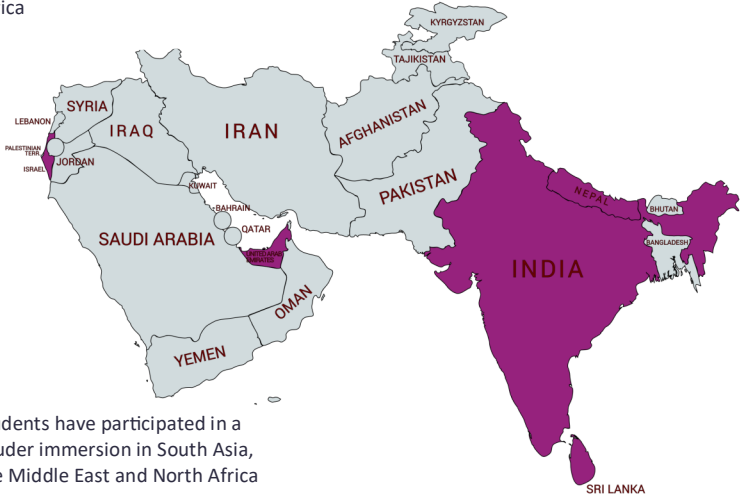 ica
KYRGYZSTAN
TAJIKISTAN
SYRIA
LEBANON
IRAQ
IRAN
AFGHANISTAN
PALESTINIAN
TERR.
JORDAN
ISRAEL
KUWAIT
PAKISTAN
NEPAL
BHUTAN
BAHRAIN
QATAR
SAUDI ARABIA
BANGLADESH
UNITED ARAB
EMIRATES
INDIA
OMAN
YEMEN
udents have participated in a
uder immersion in South Asia,
e Middle East and North Africa
SRI LANKA